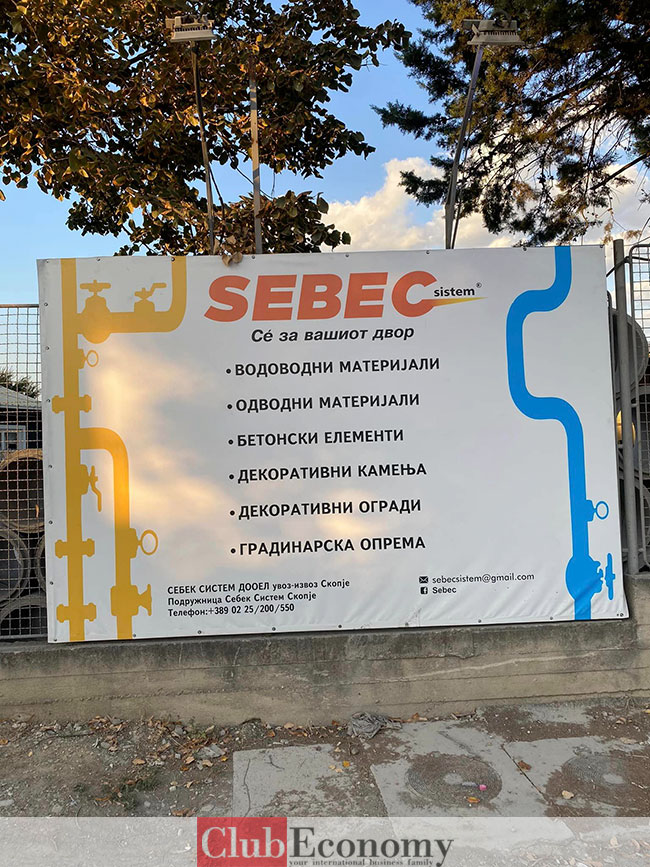 SEBEC sistem®
Сé за вашиот двор
• ВОДОВОДНИ МАТЕРИЈАЛИ
• ОДВОДНИ МАТЕРИЈАЛИ
• БЕТОНСКИ ЕЛЕМЕНТИ
• ДЕКОРАТИВНИ КАМЕЊА
• ДЕКОРАТИВНИ ОГРАДИ
• ГРАДИНАРСКА ОПРЕМА
СЕБЕК СИСТЕМ ДООЕЛ увоз-извоз Скопје
Подружница Себек Систем Скопје
Телефон:+389 02 25/200/550
sebecsistem@gmail.com
Sebec
ClubEconomy
your international business family